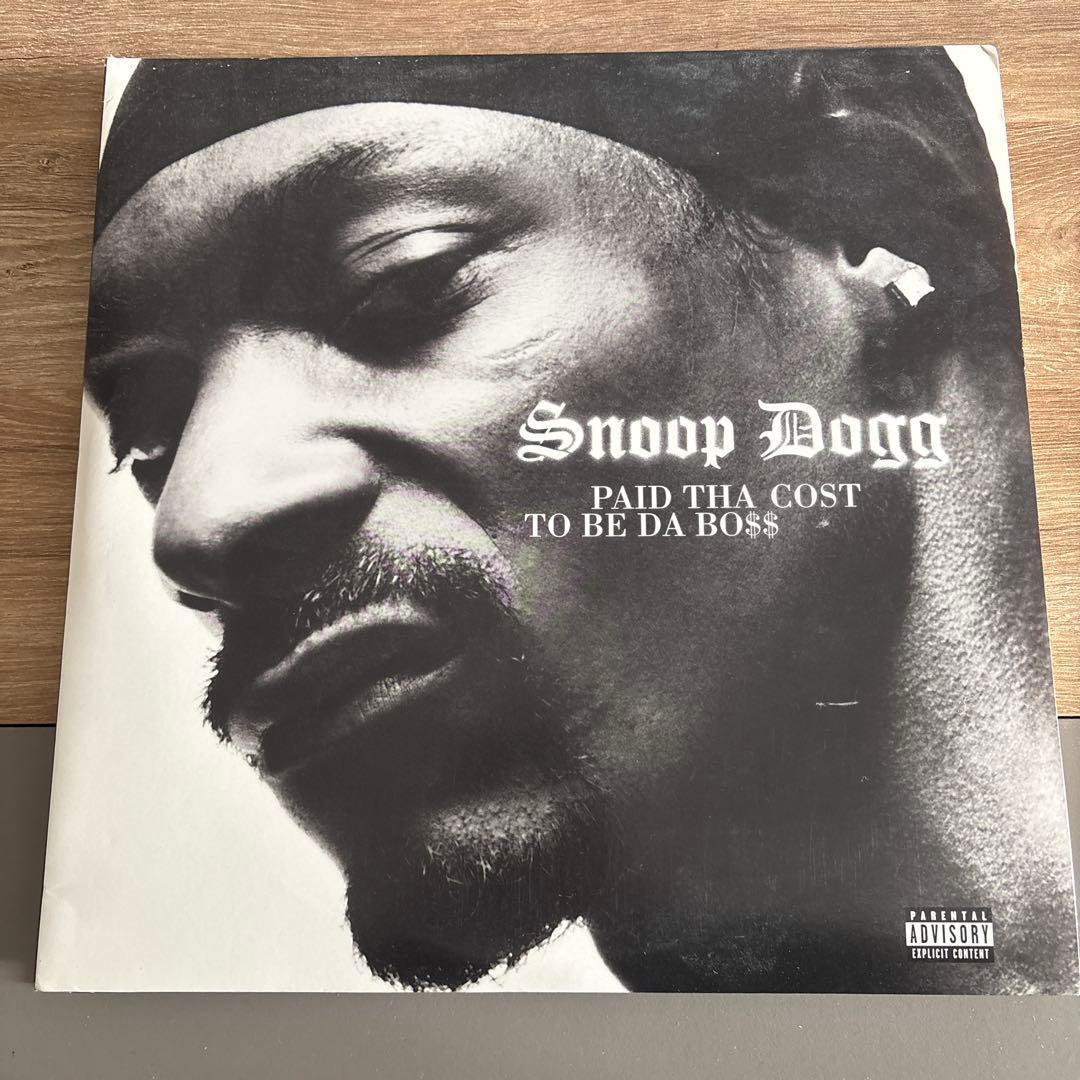 Snoop Dogg
PAID THA COST
TO BE DA BO$$
PARENTAL
ADVISORY
EXPLICIT CONTENT